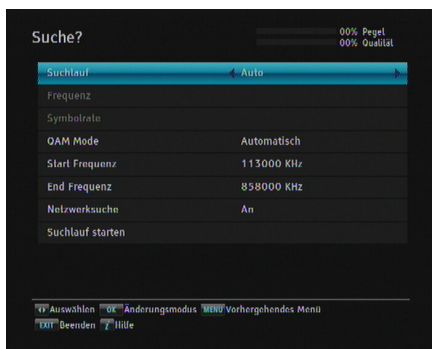 Suche?
00% Pegel
00% Qualität
Suchlauf Auto
Frequenz
Symbolrate
QAM Mode Automatisch
Start Frequenz 113000 KHz
End Frequenz 858000 KHz
Netzwerksuche An
Suchlauf starten
Auswählen OK Änderungsmodus MENU Vorhergehendes Menü
EXIT Beenden ? Hilfe